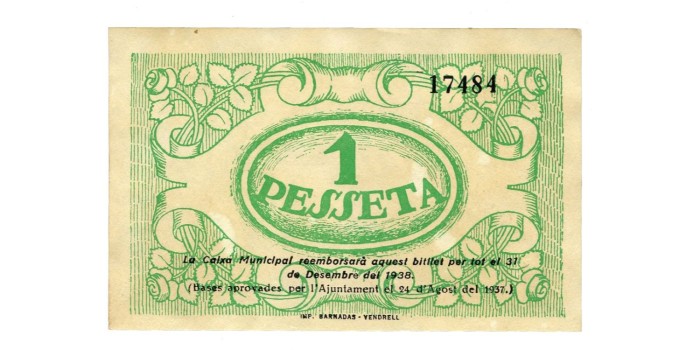 17484
1
PESSETA
La Caixa Municipal reemborsarà aquest bitllet per tot el 31
de Desembre del 1938.
(Bases aprovades per l'Ajuntament el 24 d'Agost del 1937.)
IMP. BARNADAS - VENDRELL